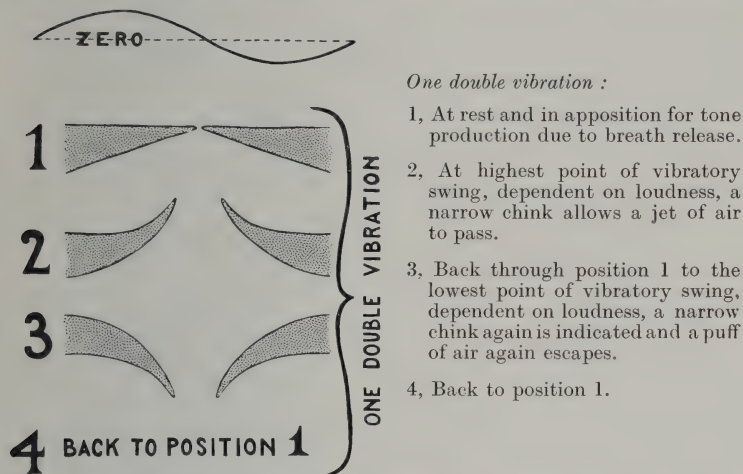 ZERO
1
2
3
4 BACK TO POSITION 1
ONE DOUBLE VIBRATION
One double vibration :
1, At rest and in apposition for tone
production due to breath release.
2, At highest point of vibratory
swing, dependent on loudness, a
narrow chink allows a jet of air
to pass.
3, Back through position 1 to the
lowest point of vibratory swing,
dependent on loudness, a narrow
chink again is indicated and a puff
of air again escapes.
4, Back to position 1.